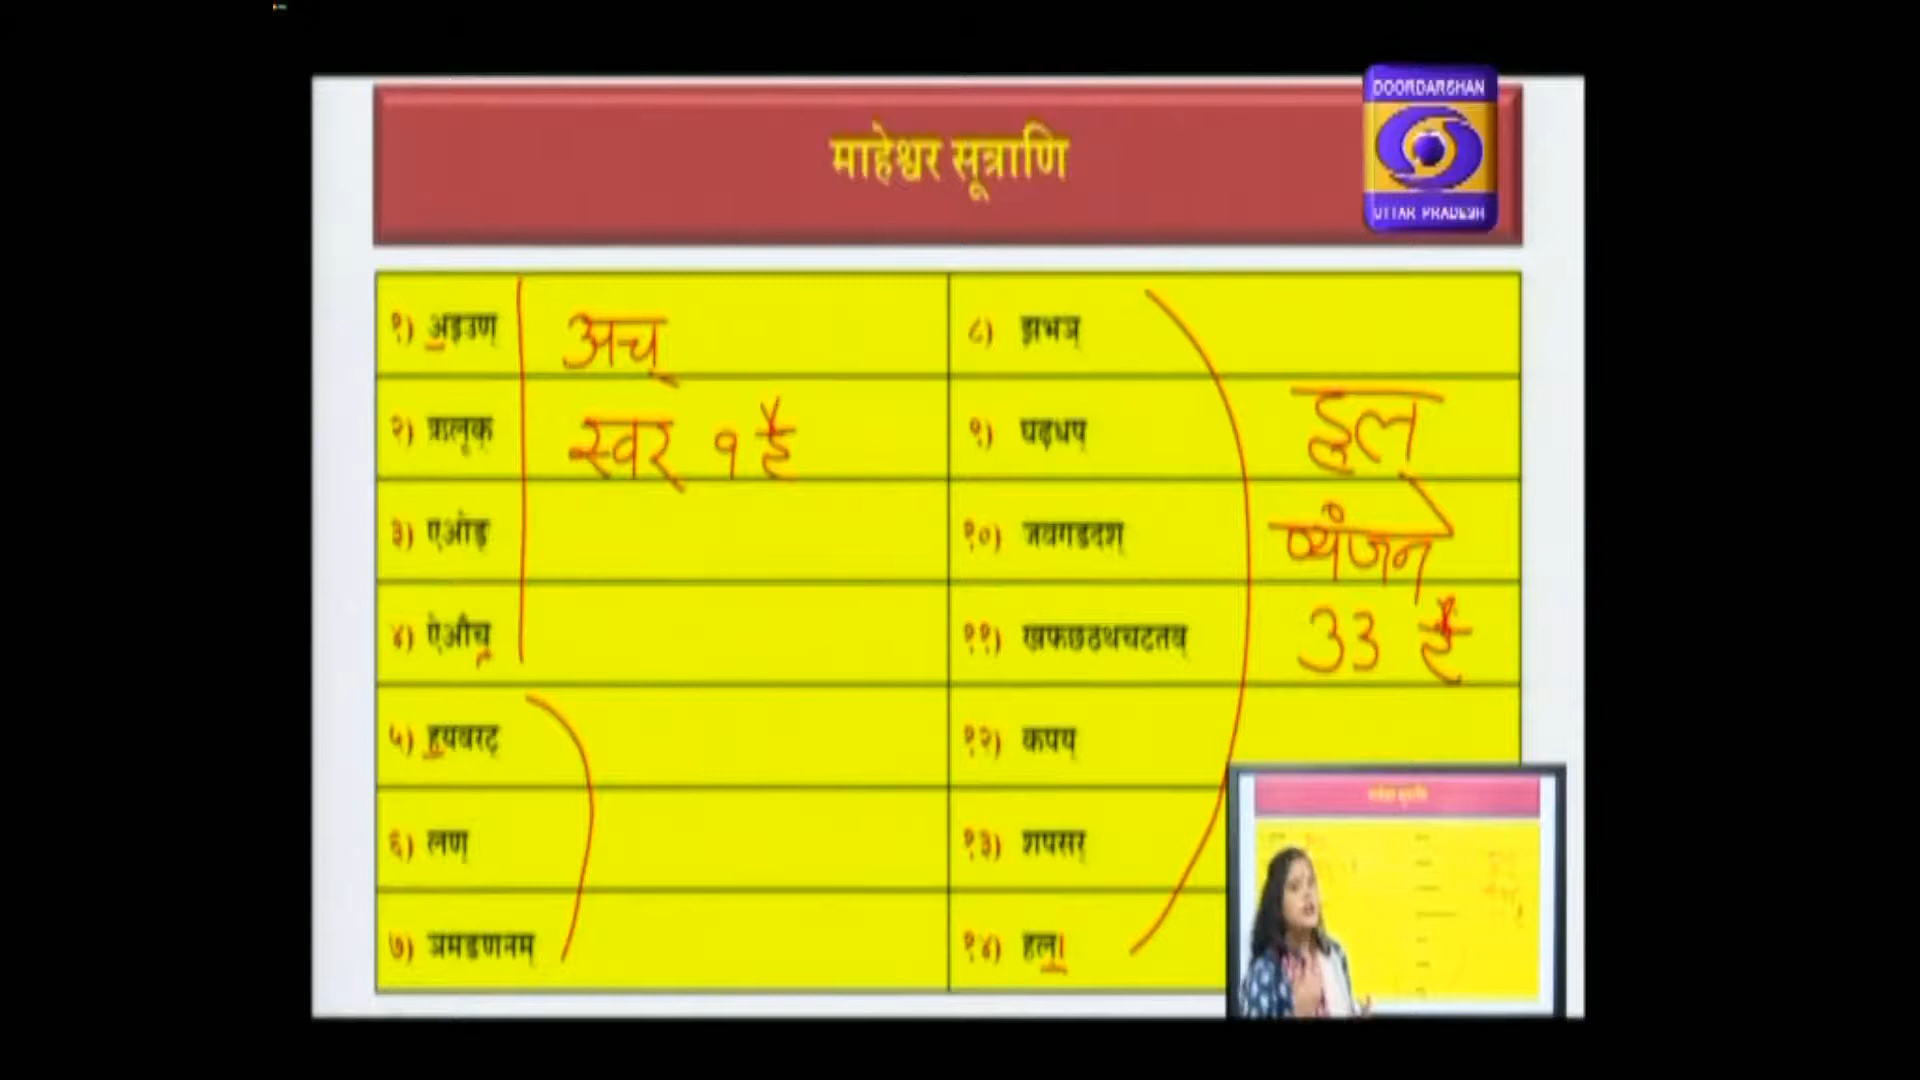 माहेश्वर सूत्राणि
DOORDARSHAN
UTTAR PRADESH
१) अइउण्
अच्
२) ऋलृक्
स्वर ९ है
३) एओङ्
४) ऐऔच्
५) हयवरट्
६) लण्
७) ञमङणनम्
८) झभञ्
९) घढधष्
हल्
१०) जबगडदश्
व्यंजन
११) खफछठथचटतव्
33 है
१२) कपय्
१३) शषसर्
१४) हल्।